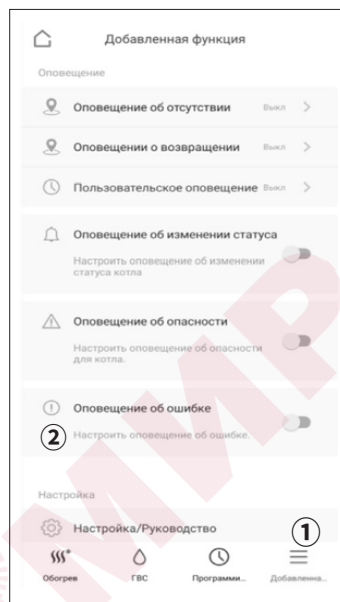 Добавленная функция
Оповещение
Оповещение об отсутствии Выкл
Оповещении о возвращении Выкл
Пользовательское оповещение Выкл
Оповещение об изменении статуса
Настроить оповещение об изменении
статуса котла
Оповещение об опасности
Настроить оповещение об опасности
для котла.
Оповещение об ошибке
② Настроить оповещение об ошибке.
Настройка
Настройка/Руководство
①
Обогрев ГВС Программи... Добавленна...
МИР